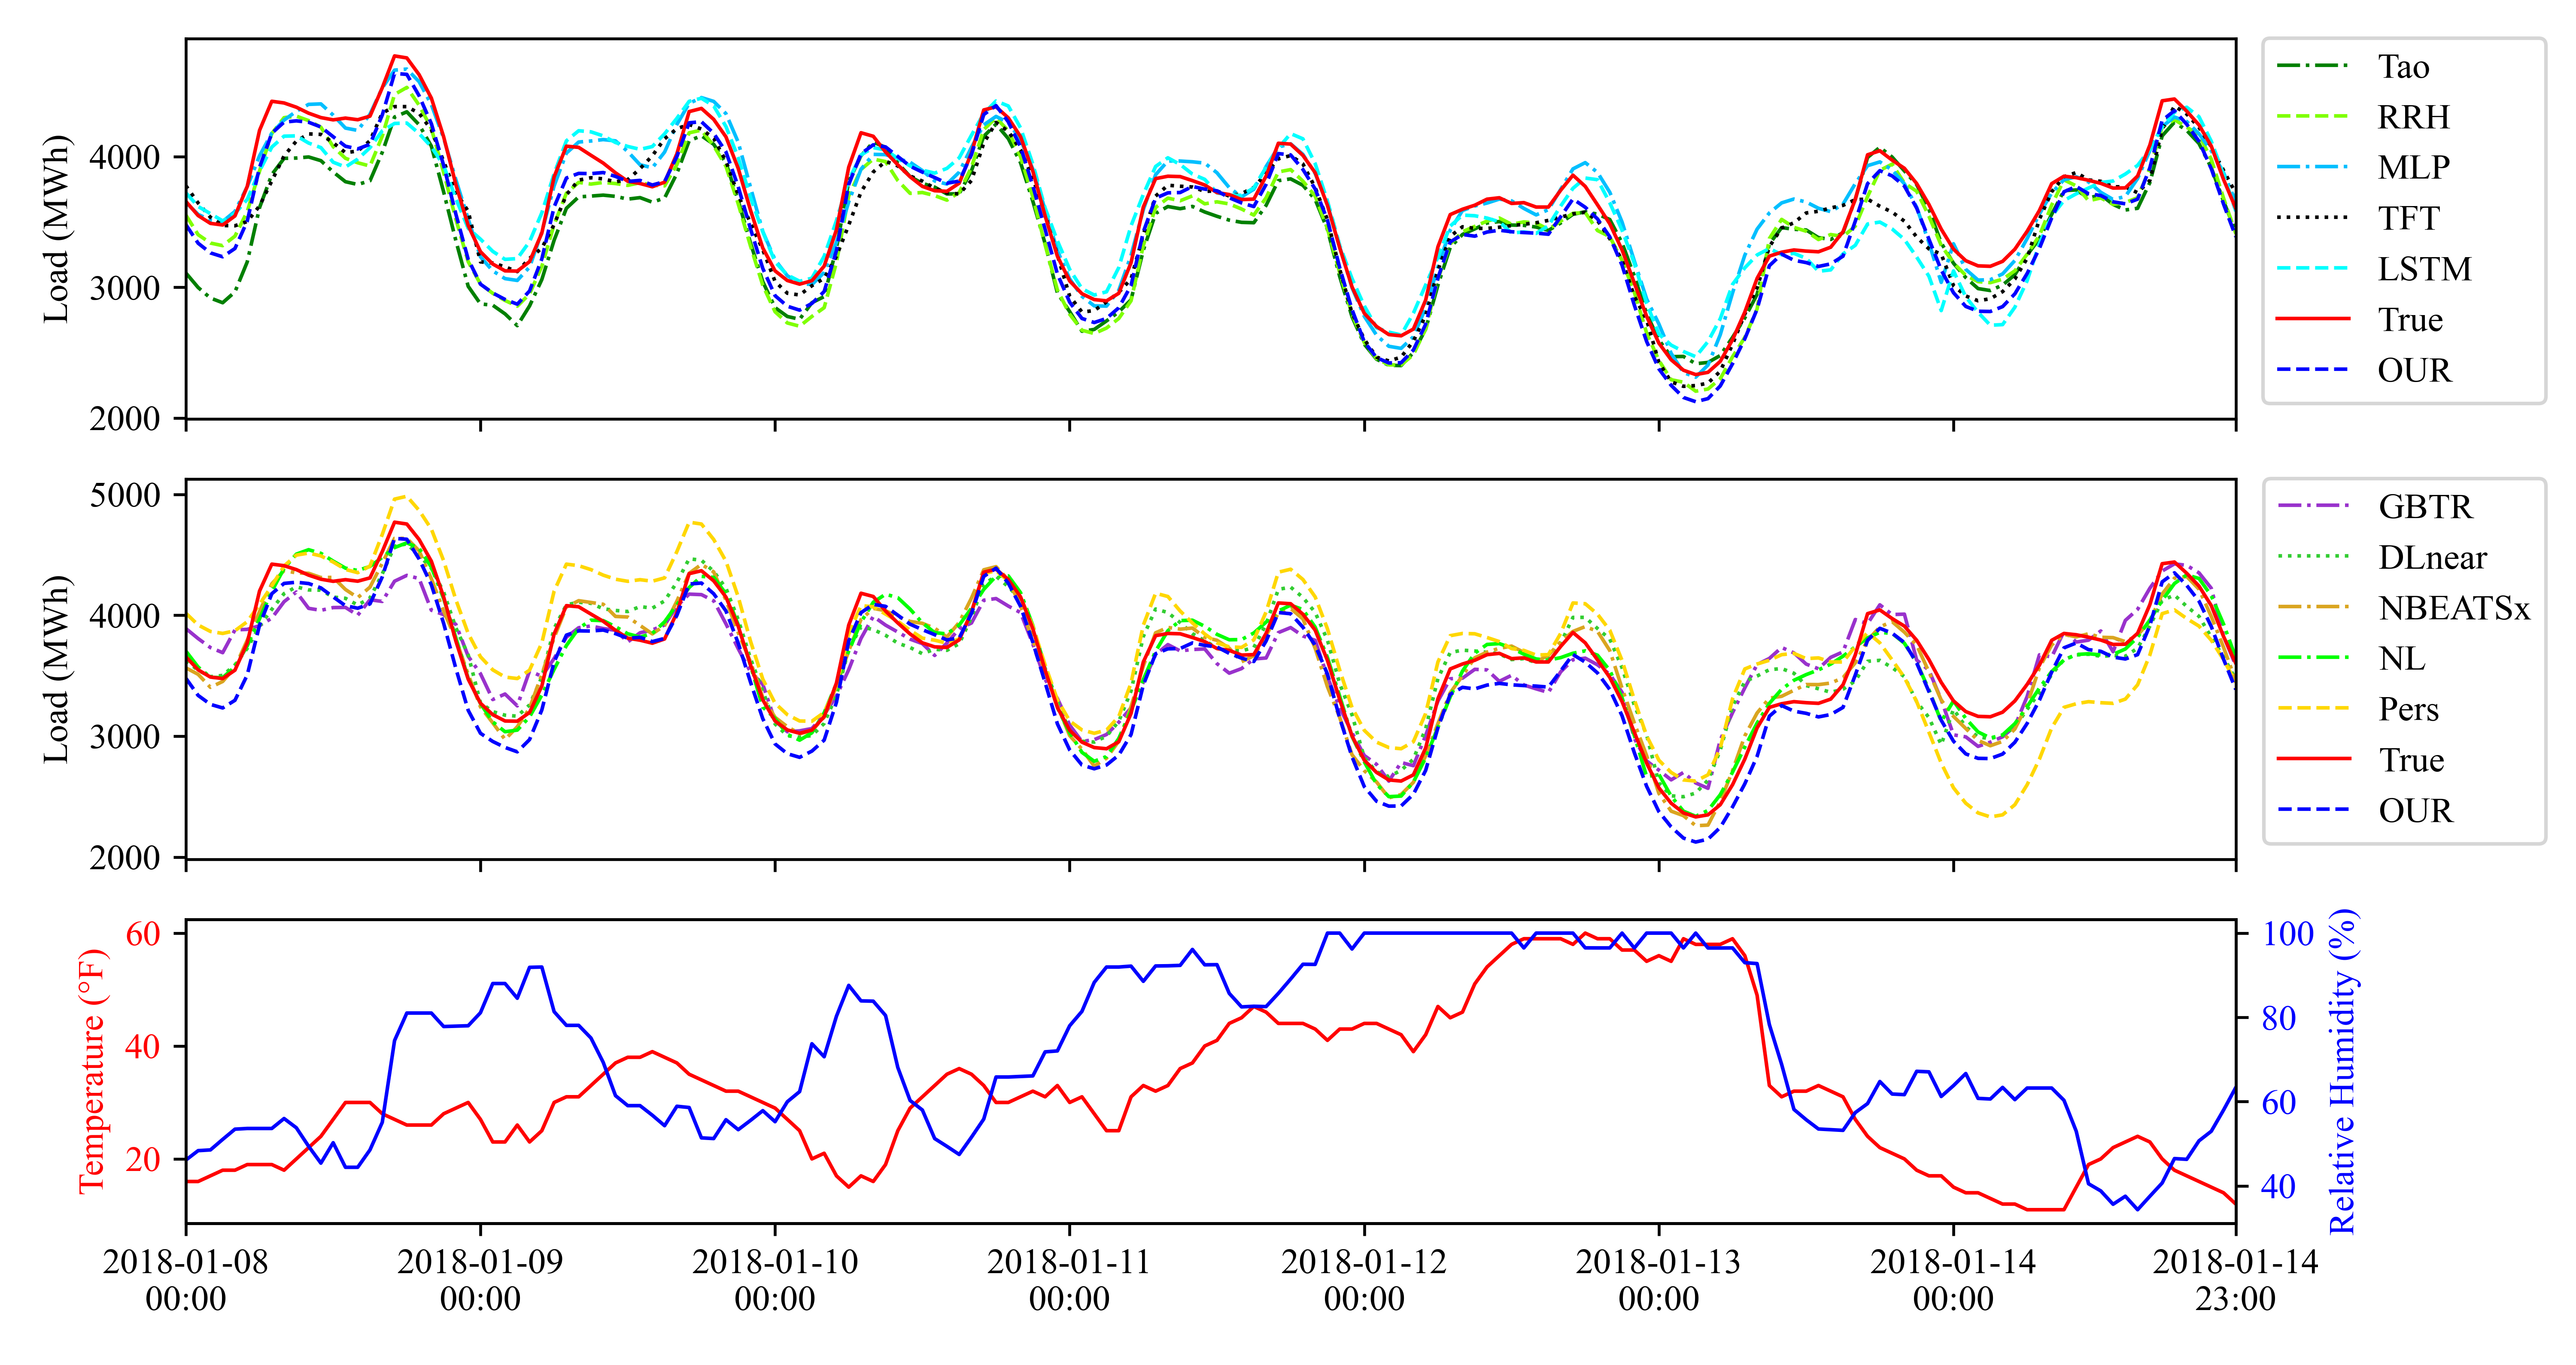 Load (MWh)
4000
3000
2000
Tao
RRH
MLP
TFT
LSTM
True
OUR
Load (MWh)
5000
4000
3000
2000
GBTR
DLnear
NBEATSx
NL
Pers
True
OUR
Temperature (°F)
60
40
20
100
80
60
40
Relative Humidity (%)
2018-01-08
00:00
2018-01-09
00:00
2018-01-10
00:00
2018-01-11
00:00
2018-01-12
00:00
2018-01-13
00:00
2018-01-14
00:00
2018-01-14
23:00